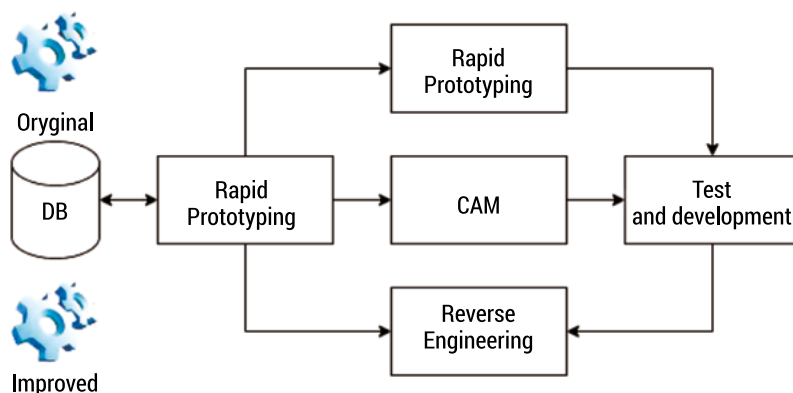 Oryginal
DB
Improved
Rapid
Prototyping
Rapid
Prototyping
CAM
Reverse
Engineering
Test
and development